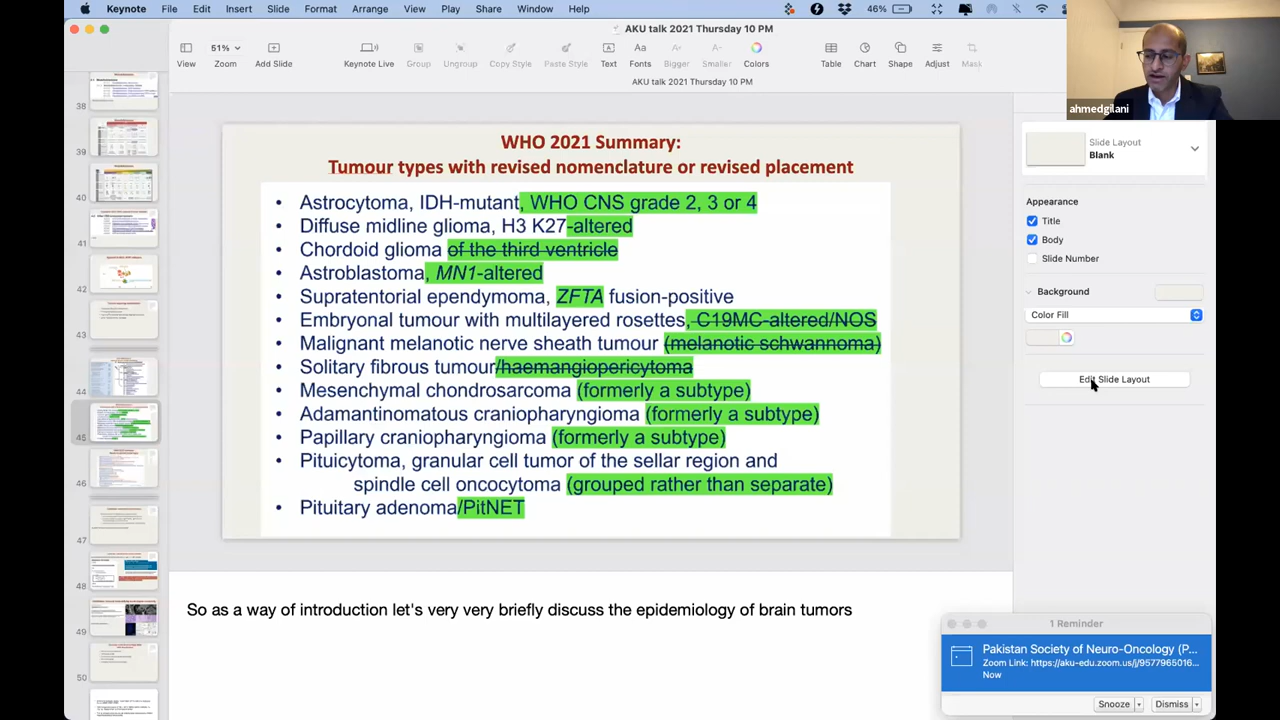 Keynote File Edit Insert Slide Format Arrange View Play Share Window Help 46%
AKU talk 2021 Thursday 10 PM
51%
View Zoom Add Slide Keynote Live Group Ungroup Copy Style Paste Style Text Fonts Bigger Smaller Colors Table Chart Shape Adjust Mask
AKU talk 2021 Thursday 10 PM
ahmedgilani
38
39
40
41
42
43
44
45
46
47
48
49
50
WHO 2021 Summary:
Tumour types with revised nomenclature or revised placement
• Astrocytoma, IDH-mutant, WHO CNS grade 2, 3 or 4
Diffuse midline glioma, H3 K27-altered
• Chordoid glioma of the third ventricle
• Astroblastoma, MN1-altered
• Supratentorial ependymoma, ZFTA fusion-positive
Embryonal tumour with multilayered rosettes, C19MC-altered/NOS
• Malignant melanotic nerve sheath tumour (melanotic schwannoma)
Solitary fibrous tumour/haemangiopericytoma
• Mesenchymal chondrosarcoma (formerly a subtype)
• Adamantinomatous craniopharyngioma (formerly a subtype)
• Papillary craniopharyngioma (formerly a subtype)
• Pituicytoma, granular cell tumor of the sellar region and
spindle cell oncocytoma (grouped rather than separate)
• Pituitary adenoma/PitNET
So as a way of introduction let's very very briefly discuss the epidemiology of brain tumors
Slide Layout
Blank
Appearance
Title
Body
Slide Number
Background
Color Fill
Edit Slide Layout
1 Reminder
Pakistan Society of Neuro-Oncology (P...
Zoom Link: https://aku-edu.zoom.us/j/9577965016...
Now
Snooze Dismiss